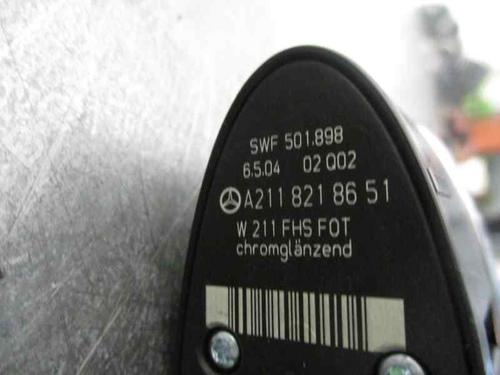 SWF 501.898
6.5.04 02 Q02
A211 821 86 51
W 211 FHS FOT
chromglänzend